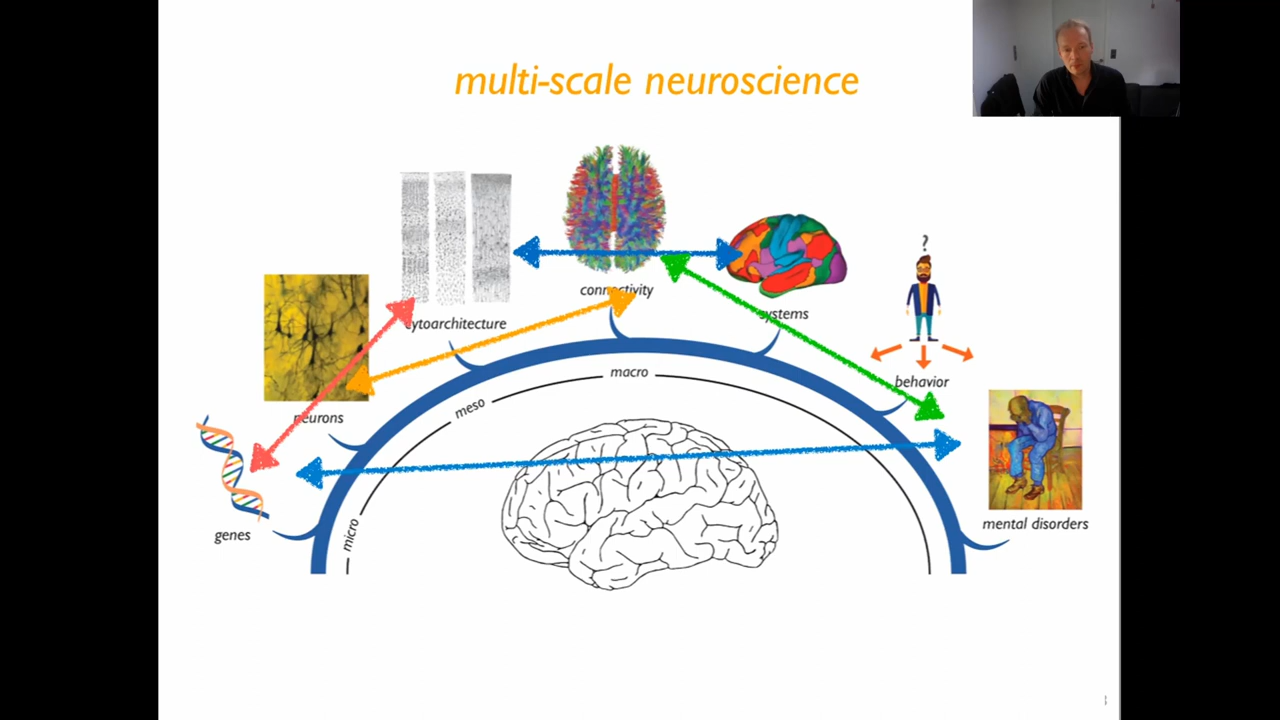 multi-scale neuroscience
connectivity
cytoarchitecture
systems
?
behavior
macro
meso
neurons
micro
genes
mental disorders